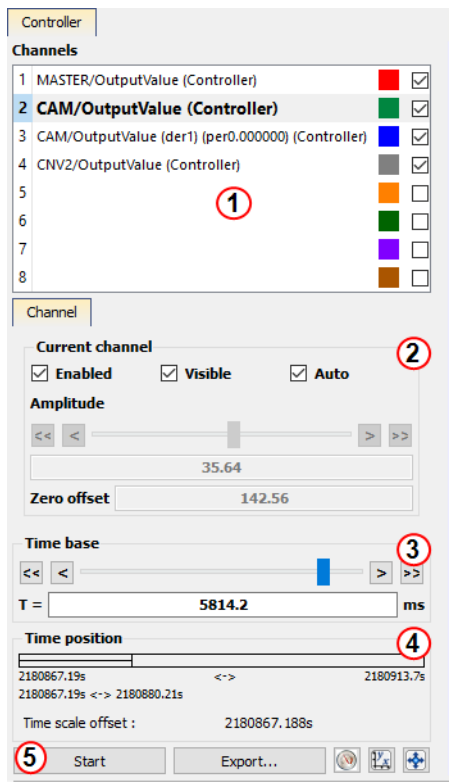 Controller
Channels
1 MASTER/OutputValue (Controller)
2 CAM/OutputValue (Controller)
3 CAM/OutputValue (der1) (per0.000000) (Controller)
4 CNV2/OutputValue (Controller)
5
1
6
7
8
Channel
Current channel
2
Enabled Visible Auto
Amplitude
<< < > >>
35.64
Zero offset 142.56
Time base
3
<< < > >>
T = 5814.2 ms
Time position
4
2180867.19s <-> 2180913.7s
2180867.19s <-> 2180880.21s
Time scale offset : 2180867.188s
5 Start Export... y x